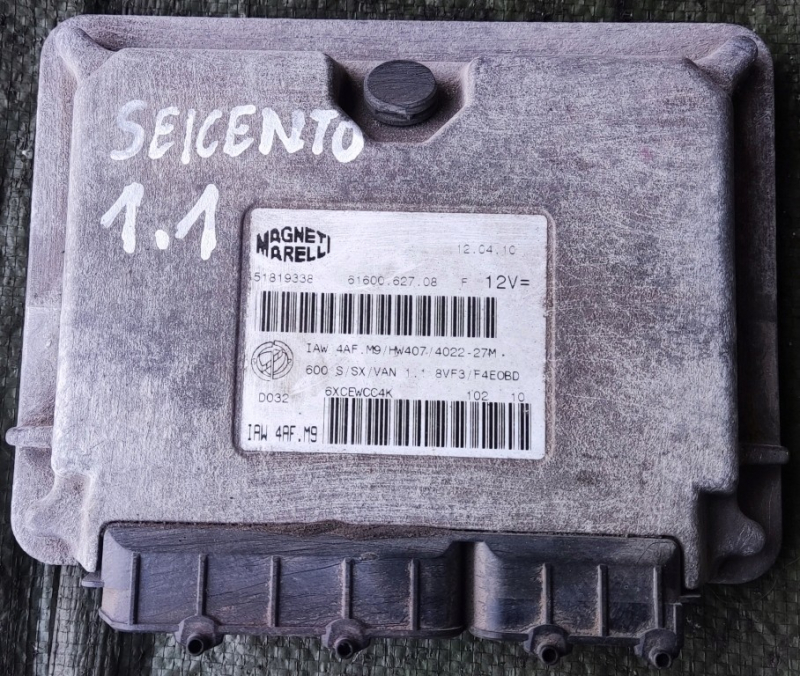 SEICENTO
1.1
MAGNETI MARELLI
12.04.10
51819338 61600.627.08 F 12V=
IAW 4AF.M9/HW407/4022-27M.
600 S/SX/VAN 1.1 8VF3/F4EOBD
D032 6XCEWCC4K 102 10
IAW 4AF.M9